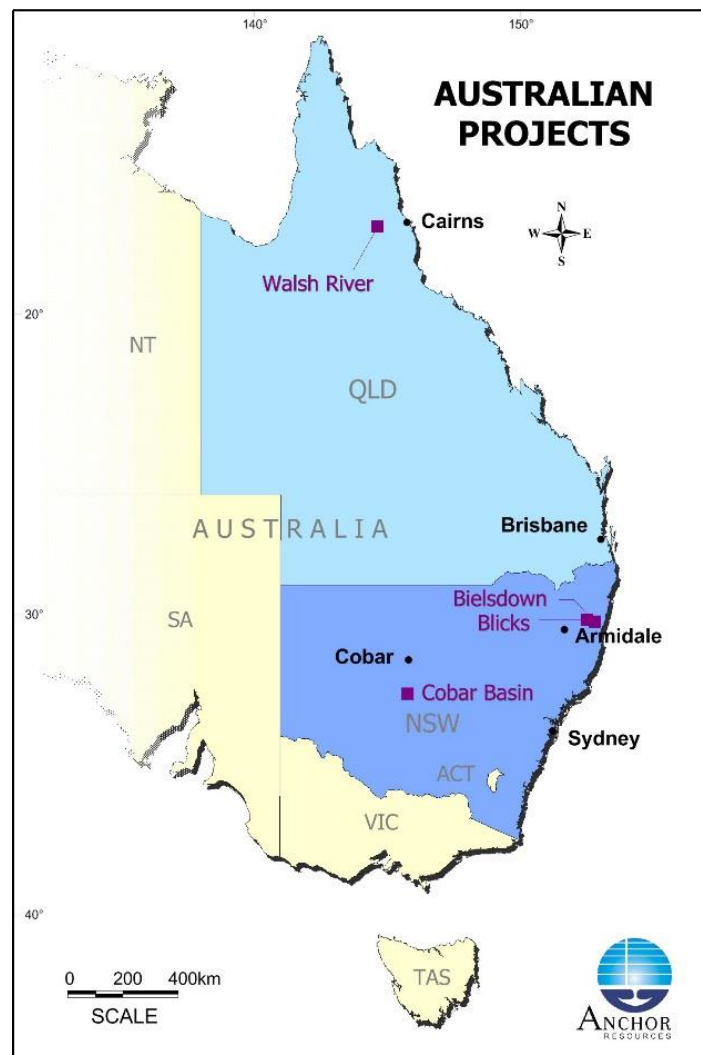 140°
150°
AUSTRALIAN
PROJECTS
N
W E
S
Cairns
Walsh River
20°
NT
QLD
AUSTRALIA
Brisbane
Bielsdown
Blicks
30°
SA
Armidale
Cobar
Cobar Basin
NSW
Sydney
ACT
VIC
40°
TAS
0 200 400km
SCALE
ANCHOR
RESOURCES